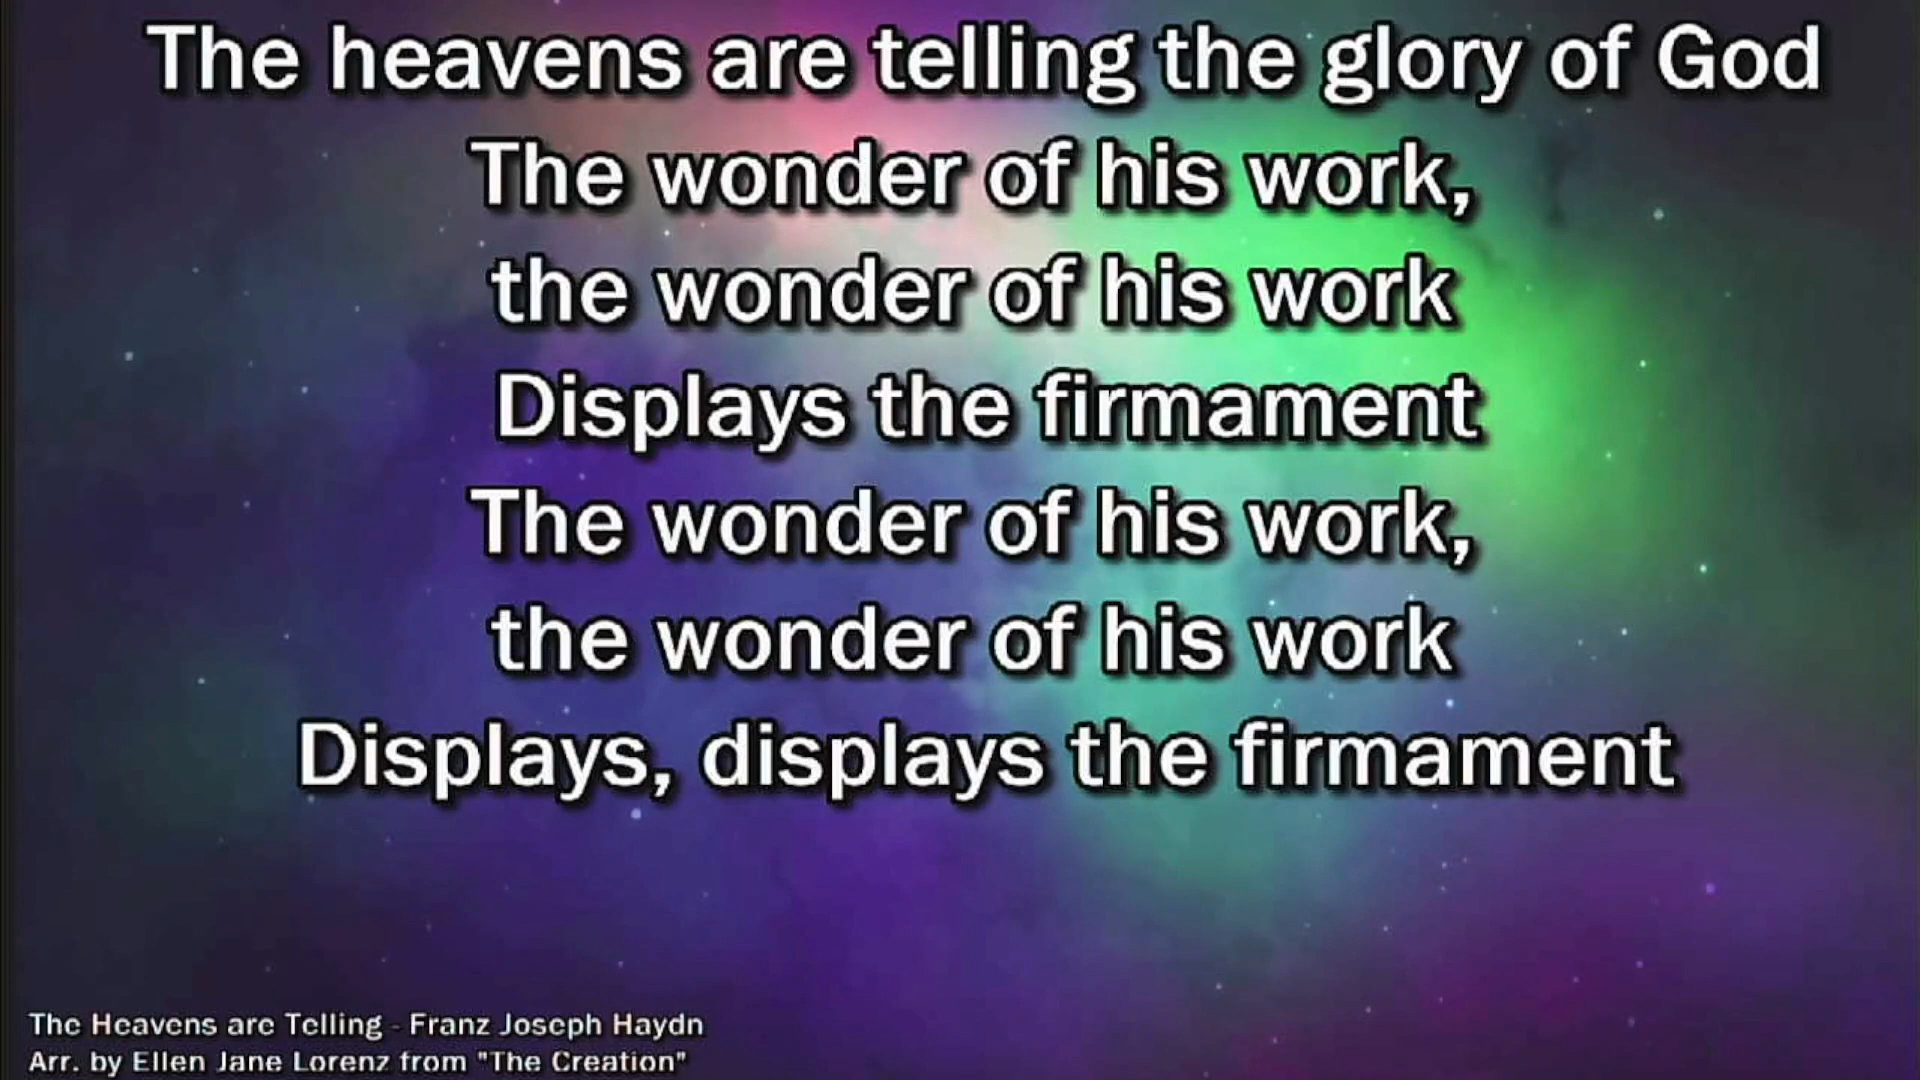 The heavens are telling the glory of God
The wonder of his work,
the wonder of his work
Displays the firmament
The wonder of his work,
the wonder of his work
Displays, displays the firmament
The Heavens are Telling - Franz Joseph Haydn
Arr. by Ellen Jane Lorenz from "The Creation"